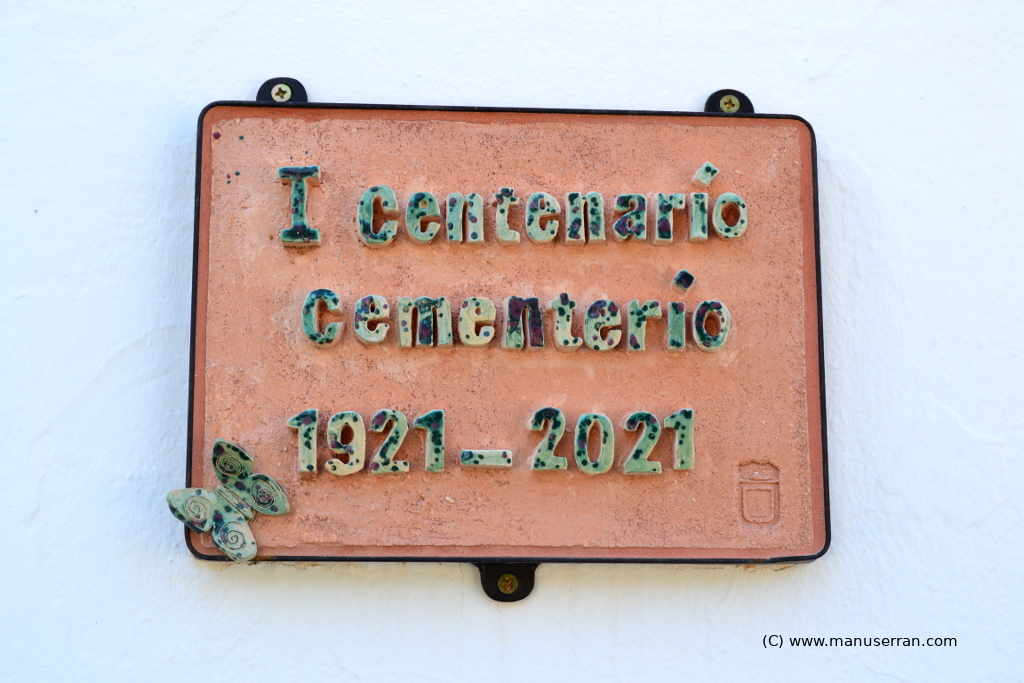 I centenario
cementerio
1921-2021
(C) www.manuserran.com